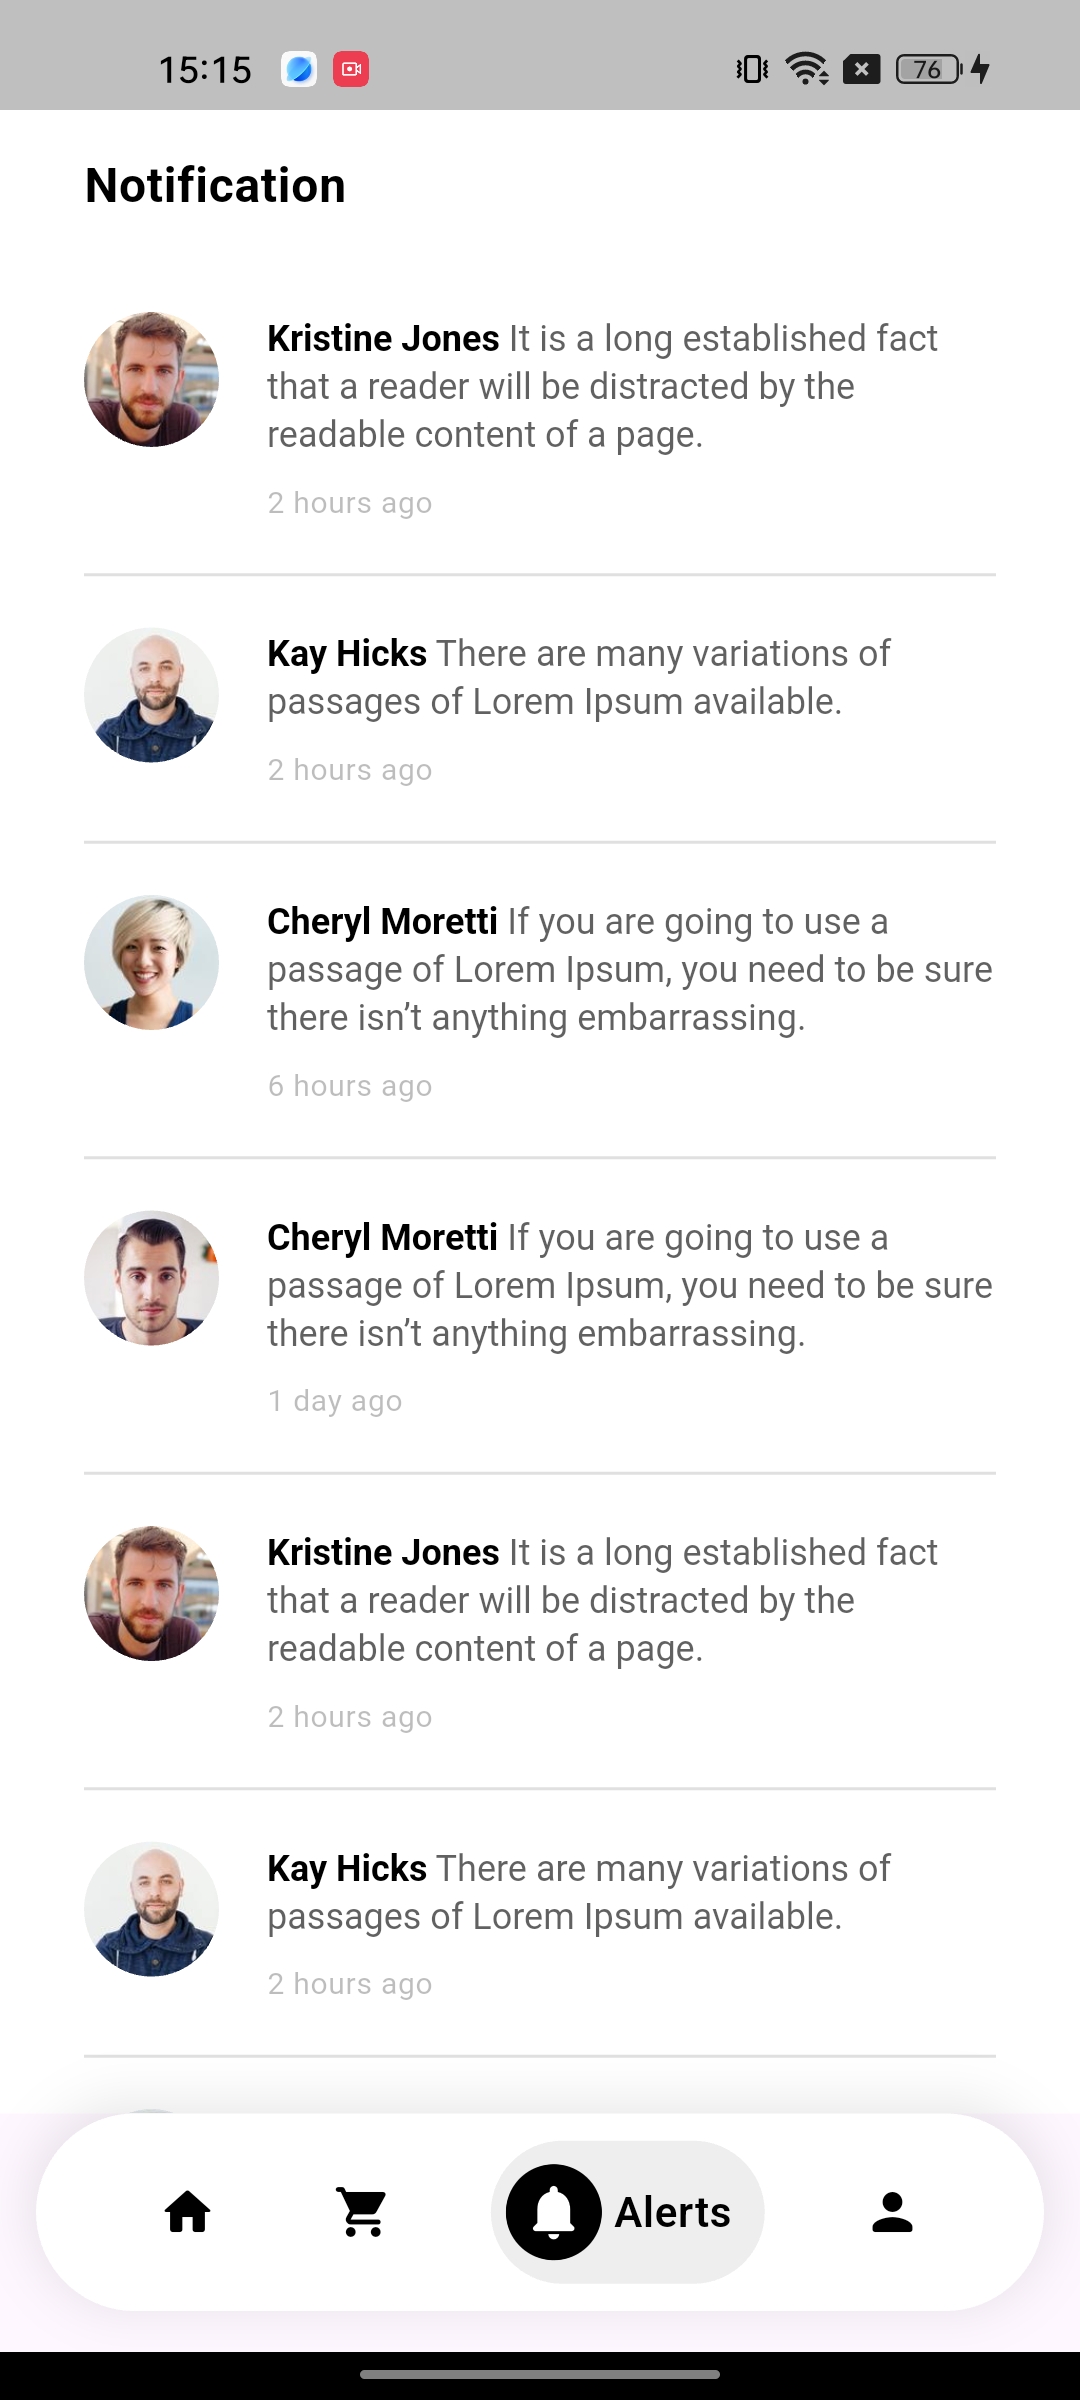 15:15
76
Notification
Kristine Jones It is a long established fact
that a reader will be distracted by the
readable content of a page.
2 hours ago
Kay Hicks There are many variations of
passages of Lorem Ipsum available.
2 hours ago
Cheryl Moretti If you are going to use a
passage of Lorem Ipsum, you need to be sure
there isn’t anything embarrassing.
6 hours ago
Cheryl Moretti If you are going to use a
passage of Lorem Ipsum, you need to be sure
there isn’t anything embarrassing.
1 day ago
Kristine Jones It is a long established fact
that a reader will be distracted by the
readable content of a page.
2 hours ago
Kay Hicks There are many variations of
passages of Lorem Ipsum available.
2 hours ago
Alerts